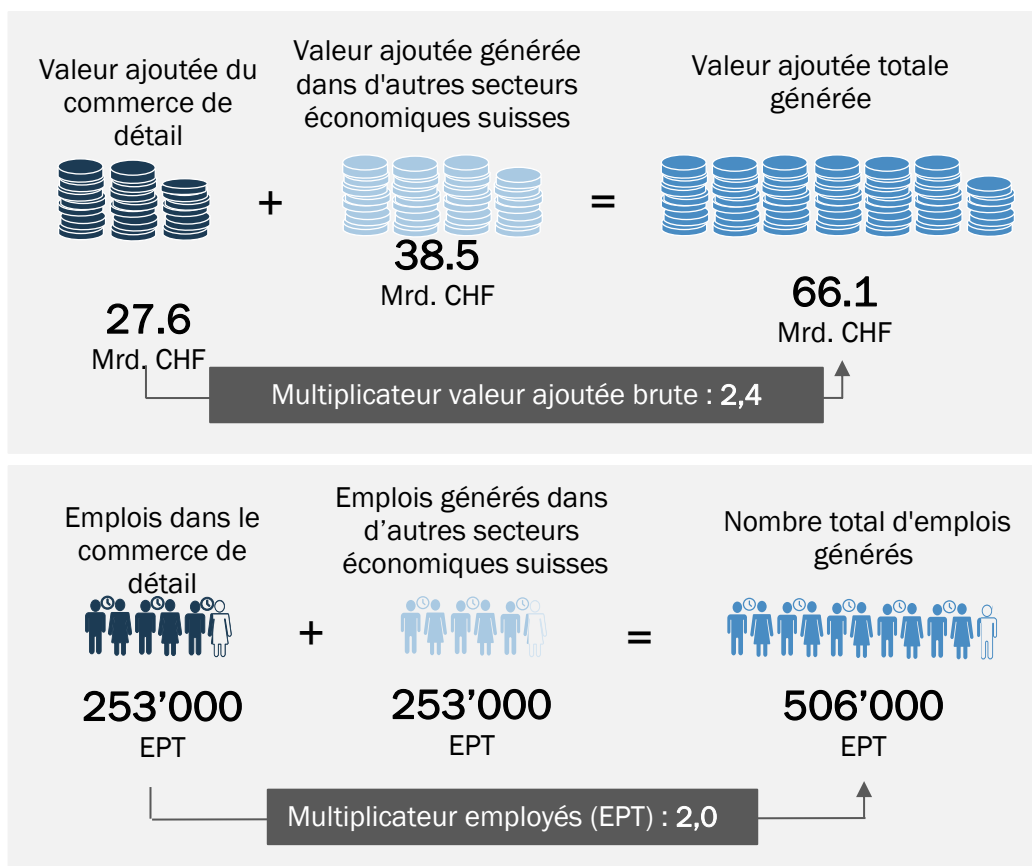 Valeur ajoutée du
commerce de
détail
Valeur ajoutée générée
dans d'autres secteurs
économiques suisses
Valeur ajoutée totale
générée
+
=
27.6
Mrd. CHF
38.5
Mrd. CHF
66.1
Mrd. CHF
Multiplicateur valeur ajoutée brute : 2,4
Emplois dans le
commerce de
détail
Emplois générés dans
d’autres secteurs
économiques suisses
Nombre total d'emplois
générés
+
=
253’000
EPT
253’000
EPT
506’000
EPT
Multiplicateur employés (EPT) : 2,0